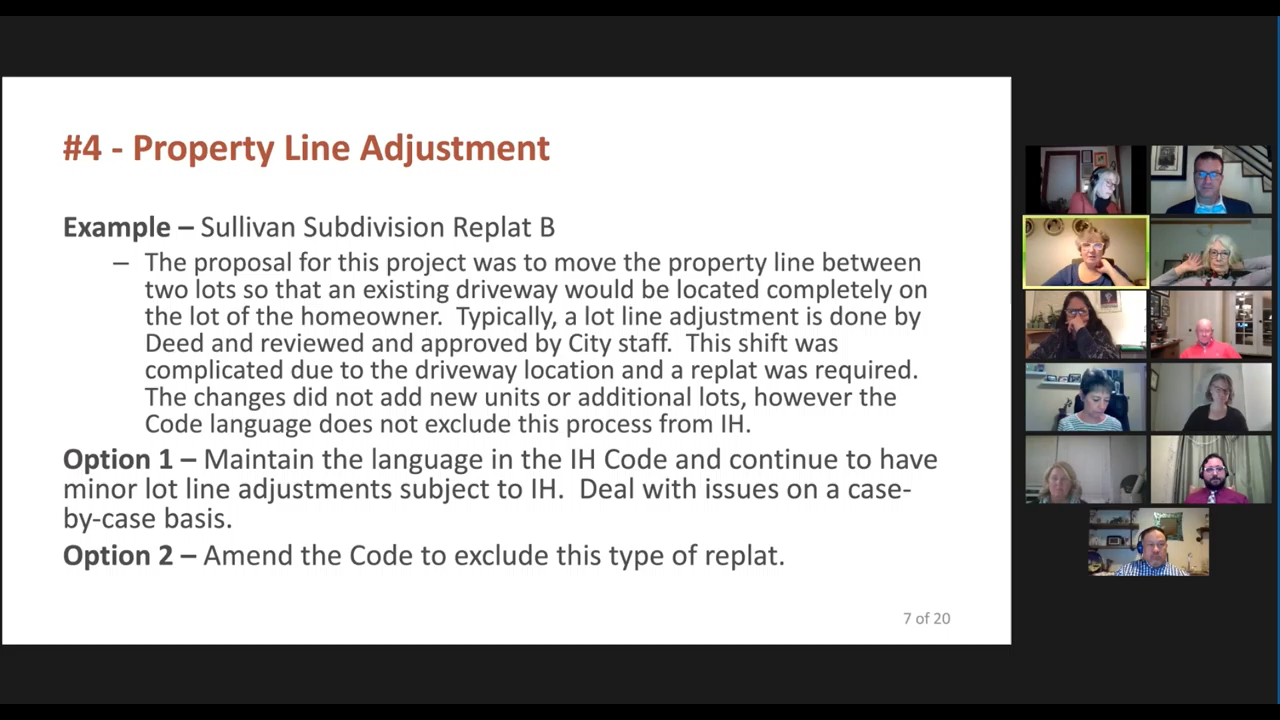 #4 - Property Line Adjustment
Example – Sullivan Subdivision Replat B
– The proposal for this project was to move the property line between
two lots so that an existing driveway would be located completely on
the lot of the homeowner.  Typically, a lot line adjustment is done by
Deed and reviewed and approved by City staff.  This shift was
complicated due to the driveway location and a replat was required.
The changes did not add new units or additional lots, however the
Code language does not exclude this process from IH.
Option 1 – Maintain the language in the IH Code and continue to have
minor lot line adjustments subject to IH.  Deal with issues on a case-
by-case basis.
Option 2 – Amend the Code to exclude this type of replat.
7 of 20